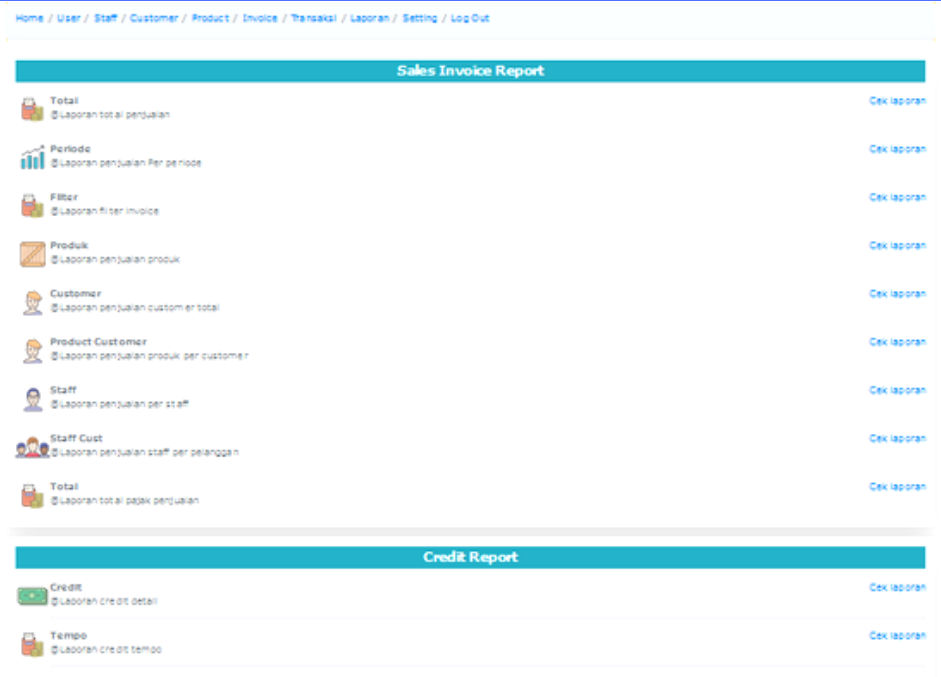 Home / User / Staff / Customer / Product / Invoice / Transaksi / Laporan / Setting / Log Out
Sales Invoice Report
Total
Laporan total penjualan
Cek laporan
Periode
Laporan penjualan Per periode
Cek laporan
Filter
Laporan filter invoice
Cek laporan
Produk
Laporan penjualan produk
Cek laporan
Customer
Laporan penjualan customer total
Cek laporan
Product Customer
Laporan penjualan produk per customer
Cek laporan
Staff
Laporan penjualan per staff
Cek laporan
Staff Cust
Laporan penjualan staff per pelanggan
Cek laporan
Total
Laporan total pajak penjualan
Cek laporan
Credit Report
Credit
Laporan credit detail
Cek laporan
Tempo
Laporan credit tempo
Cek laporan